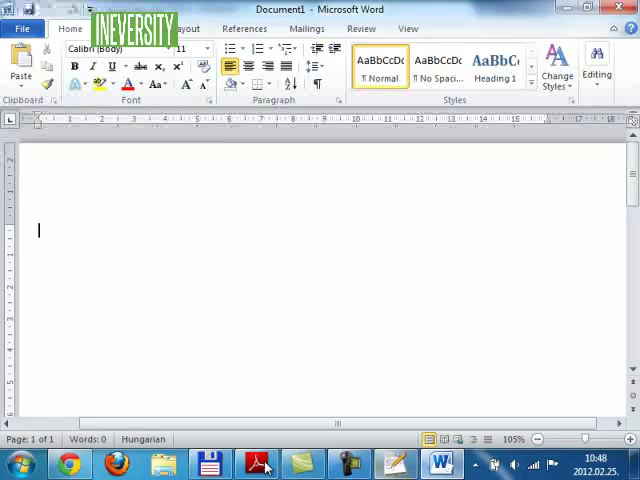 Document1 - Microsoft Word
INEVERSITY
File Home References Mailings Review View
Calibri (Body) 11
AaBbCcDc AaBbCcDc AaBbC
Paste ¶ Normal ¶ No Spaci... Heading 1 Change Styles Editing
B I U abc x₂ x² Aa
Clipboard Font Paragraph Styles
Page: 1 of 1 Words: 0 Hungarian 105%
10:48
2012.02.25.